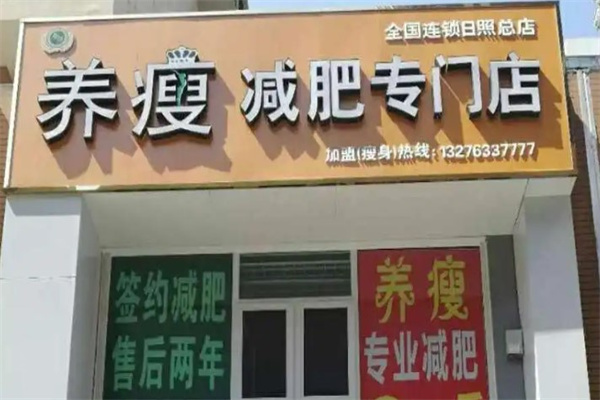 全国连锁日照总店
养瘦 减肥专门店
加盟(瘦身)热线:13276337777
签约减肥
售后两年
养瘦
专业减肥